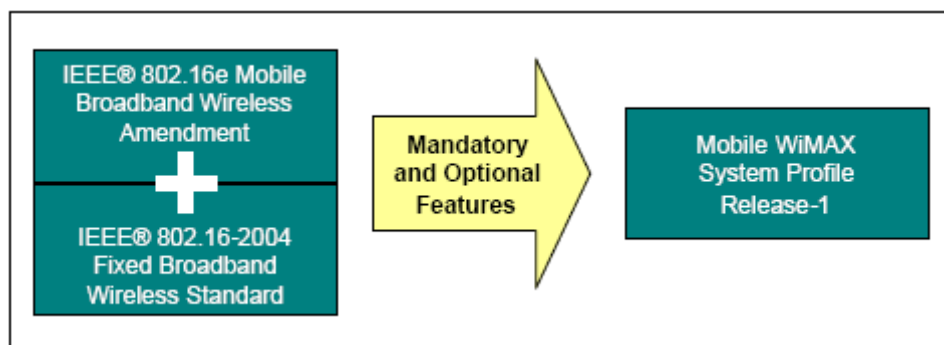 IEEE® 802.16e Mobile
Broadband Wireless
Amendment
IEEE® 802.16-2004
Fixed Broadband
Wireless Standard
Mandatory
and Optional
Features
Mobile WiMAX
System Profile
Release-1